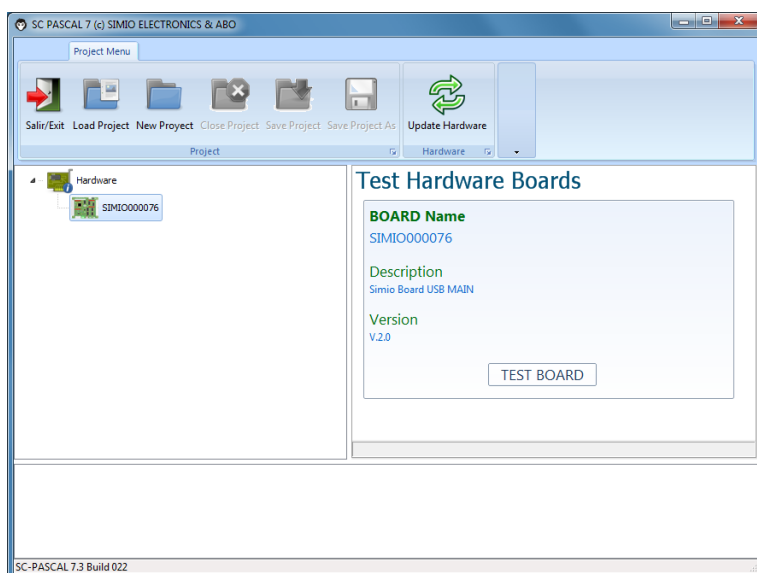 SC PASCAL 7 (c) SIMIO ELECTRONICS & ABO
Project Menu
Salir/Exit Load Project New Proyect Close Project Save Project Save Project As Update Hardware
Project Hardware
Hardware
SIMIO000076
Test Hardware Boards
BOARD Name
SIMIO000076
Description
Simio Board USB MAIN
Version
V.2.0
TEST BOARD
SC-PASCAL 7.3 Build 022